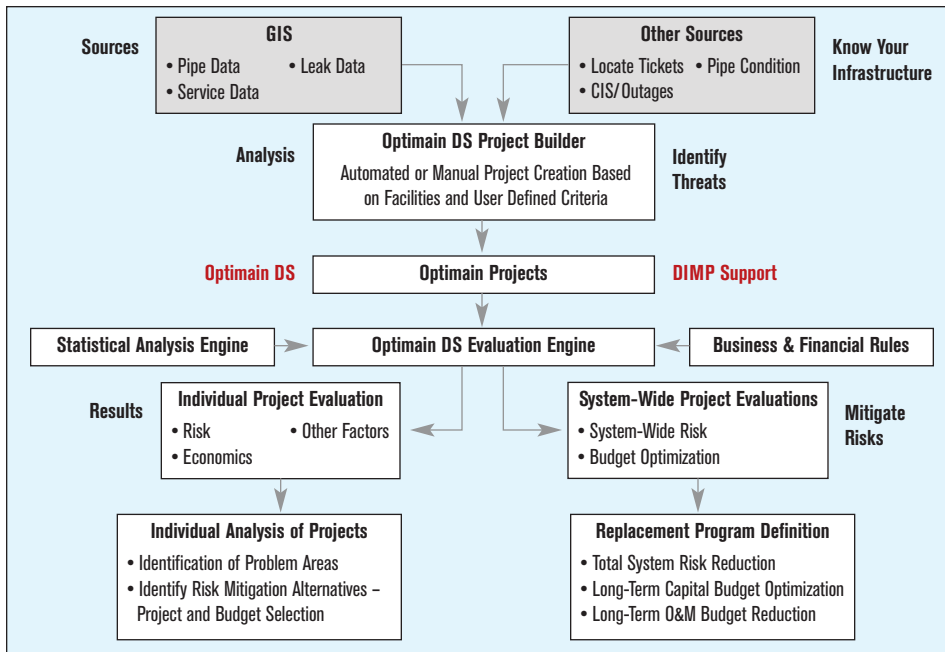 Sources
GIS
• Pipe Data
• Leak Data
• Service Data
Other Sources
• Locate Tickets
• Pipe Condition
• CIS/Outages
Know Your
Infrastructure
Analysis
Optimain DS Project Builder
Automated or Manual Project Creation Based
on Facilities and User Defined Criteria
Identify
Threats
Optimain DS
Optimain Projects
DIMP Support
Statistical Analysis Engine
Optimain DS Evaluation Engine
Business & Financial Rules
Results
Individual Project Evaluation
• Risk
• Other Factors
• Economics
System-Wide Project Evaluations
• System-Wide Risk
• Budget Optimization
Mitigate
Risks
Individual Analysis of Projects
• Identification of Problem Areas
• Identify Risk Mitigation Alternatives –
Project and Budget Selection
Replacement Program Definition
• Total System Risk Reduction
• Long-Term Capital Budget Optimization
• Long-Term O&M Budget Reduction